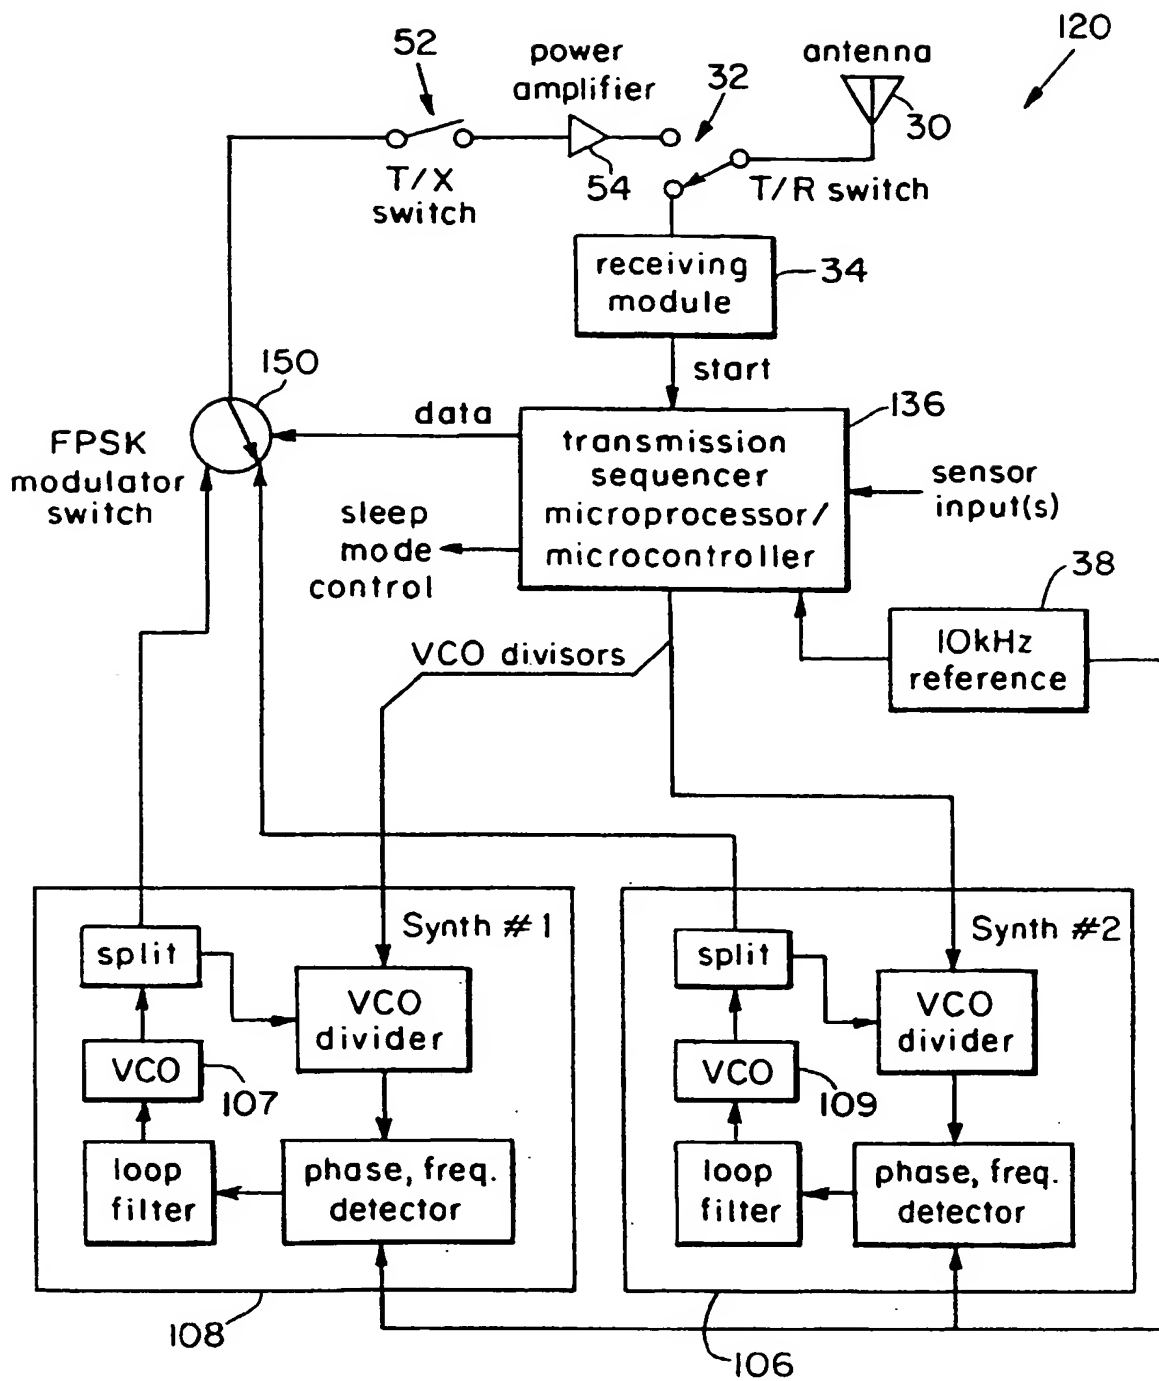 52
power
amplifier
32
antenna
120
30
T/X
switch
54
T/R switch
receiving
module
34
start
150
data
136
FPSK
modulator
switch
transmission
sequencer
microprocessor/
microcontroller
sensor
input(s)
sleep
mode
control
38
10kHz
reference
VCO divisors
Synth #1
split
VCO
divider
VCO
107
loop
filter
phase, freq.
detector
108
Synth #2
split
VCO
divider
VCO
109
loop
filter
phase, freq.
detector
106